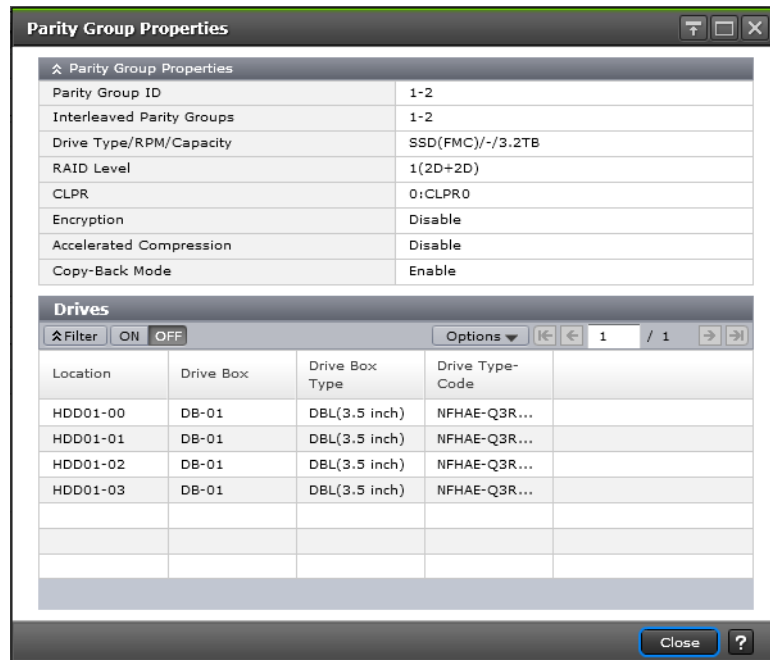 Parity Group Properties
Parity Group Properties
Parity Group ID 1-2
Interleaved Parity Groups 1-2
Drive Type/RPM/Capacity SSD(FMC)/-/3.2TB
RAID Level 1(2D+2D)
CLPR 0:CLPR0
Encryption Disable
Accelerated Compression Disable
Copy-Back Mode Enable
Drives
Filter ON OFF Options 1 / 1
Location Drive Box Drive Box Type Drive Type-Code
HDD01-00 DB-01 DBL(3.5 inch) NFHAE-Q3R...
HDD01-01 DB-01 DBL(3.5 inch) NFHAE-Q3R...
HDD01-02 DB-01 DBL(3.5 inch) NFHAE-Q3R...
HDD01-03 DB-01 DBL(3.5 inch) NFHAE-Q3R...
Close ?